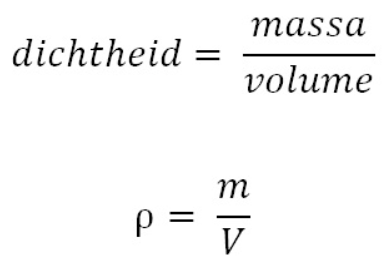 dichtheid = massa / volume
ρ = m / V